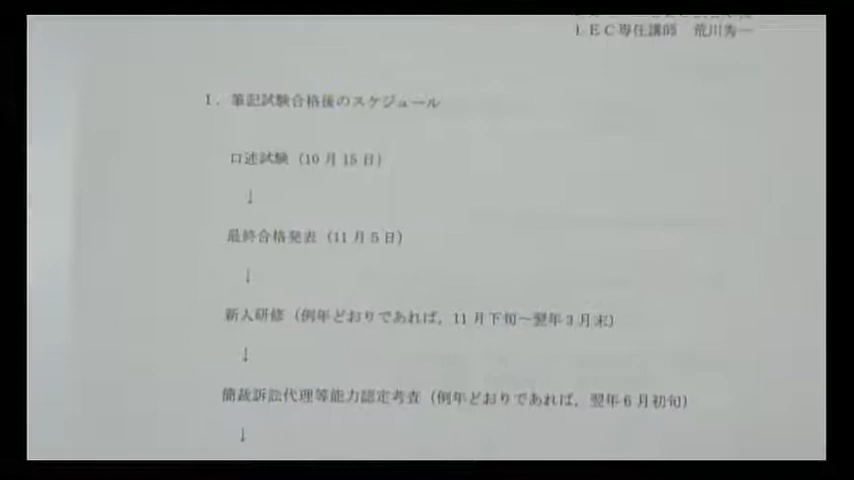 LEC専任講師 荒川秀一
1．筆記試験合格後のスケジュール
口述試験（10月15日）
↓
最終合格発表（11月5日）
↓
新人研修（例年どおりであれば，11月下旬～翌年3月末）
↓
簡裁訴訟代理等能力認定考査（例年どおりであれば，翌年6月初旬）
↓